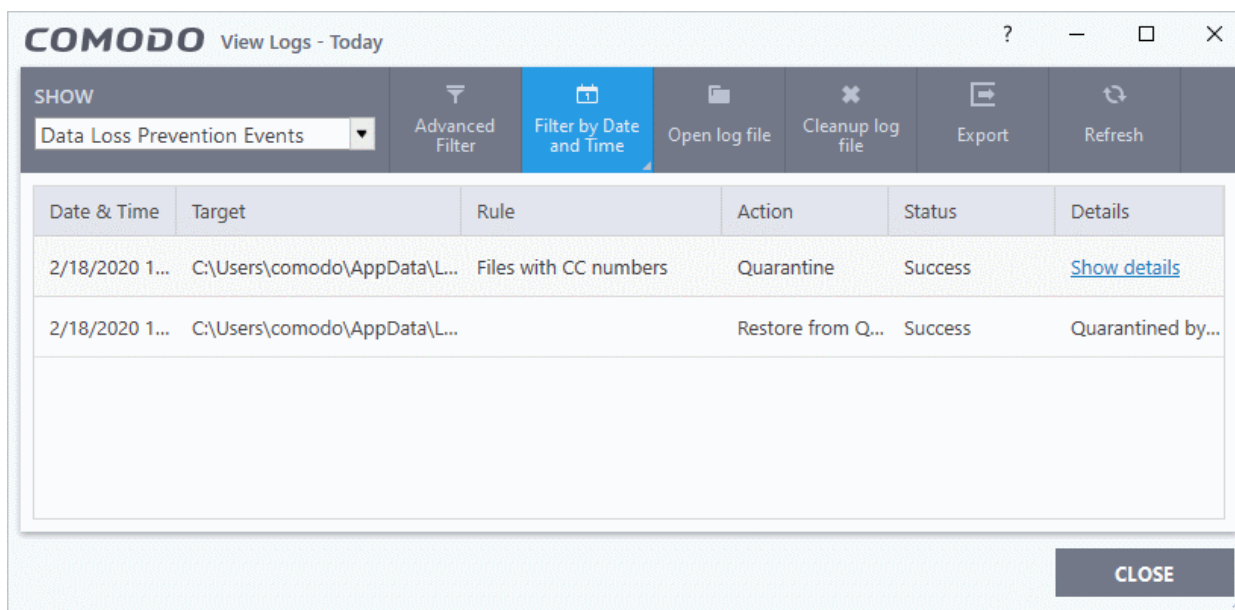 COMODO View Logs - Today
?
SHOW
Data Loss Prevention Events
Advanced
Filter
1
Filter by Date
and Time
Open log file
Cleanup log
file
Export
Refresh
Date & Time Target Rule Action Status Details
2/18/2020 1... C:\Users\comodo\AppData\L... Files with CC numbers Quarantine Success Show details
2/18/2020 1... C:\Users\comodo\AppData\L... Restore from Q... Success Quarantined by...
CLOSE